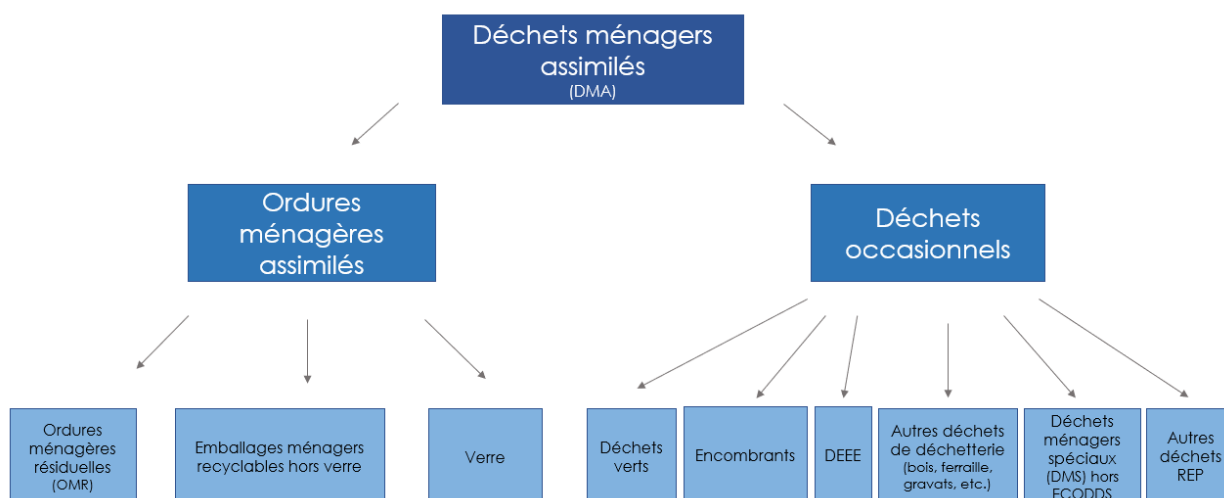 Déchets ménagers
assimilés
(DMA)
Ordures
ménagères
assimilés
Déchets
occasionnels
Ordures
ménagères
résiduelles
(OMR)
Emballages ménagers
recyclables hors verre
Verre
Déchets
verts
Encombrants
DEEE
Autres déchets
de déchetterie
(bois, ferraille,
gravats, etc.)
Déchets
ménagers
spéciaux
(DMS) hors
ECODDS
Autres
déchets
REP